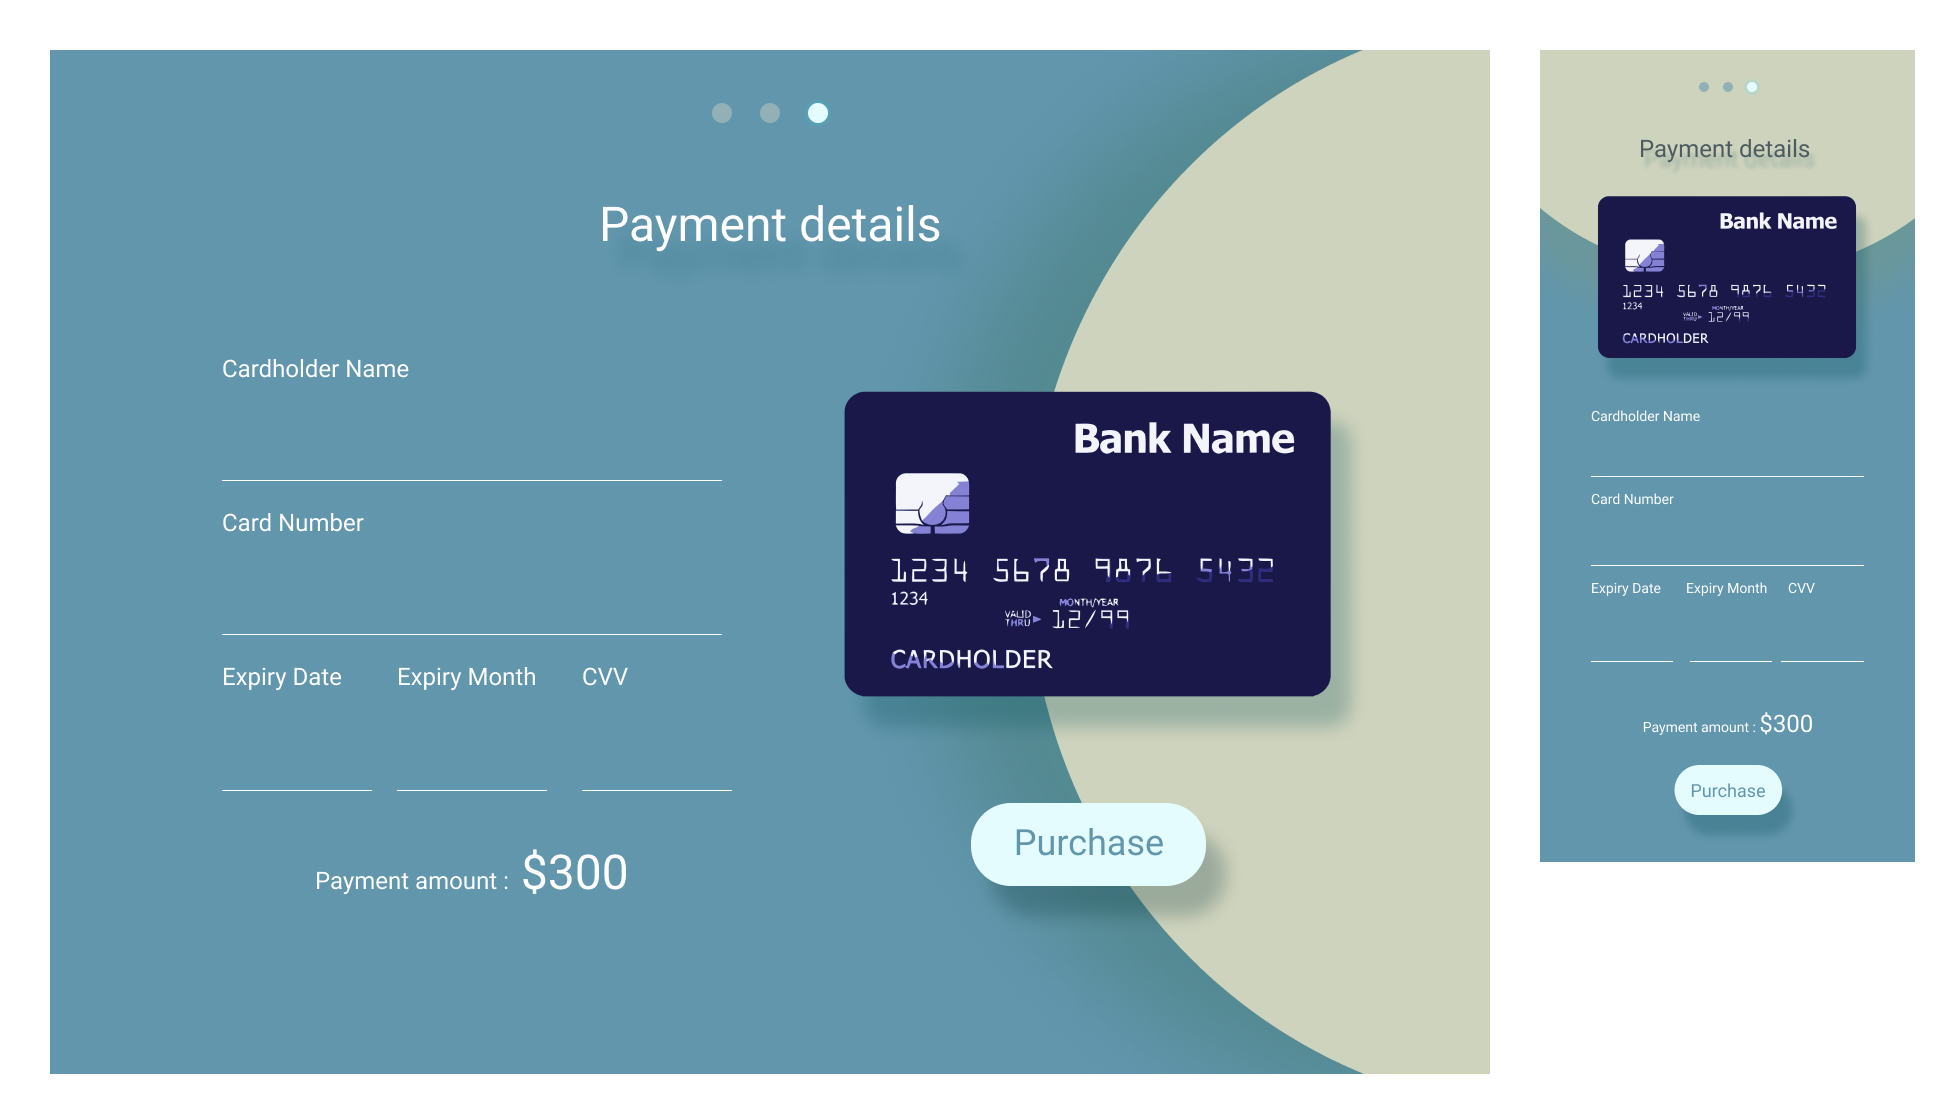 Payment details
Cardholder Name
Card Number
Expiry Date Expiry Month CVV
Payment amount : $300
Bank Name
1234 5678 9876 5432
1234
MONTH/YEAR
VALID
THRU 12/99
CARDHOLDER
Purchase
Payment details
Bank Name
1234 5678 9876 5432
1234
MONTH/YEAR
VALID
THRU 12/99
CARDHOLDER
Cardholder Name
Card Number
Expiry Date Expiry Month CVV
Payment amount : $300
Purchase